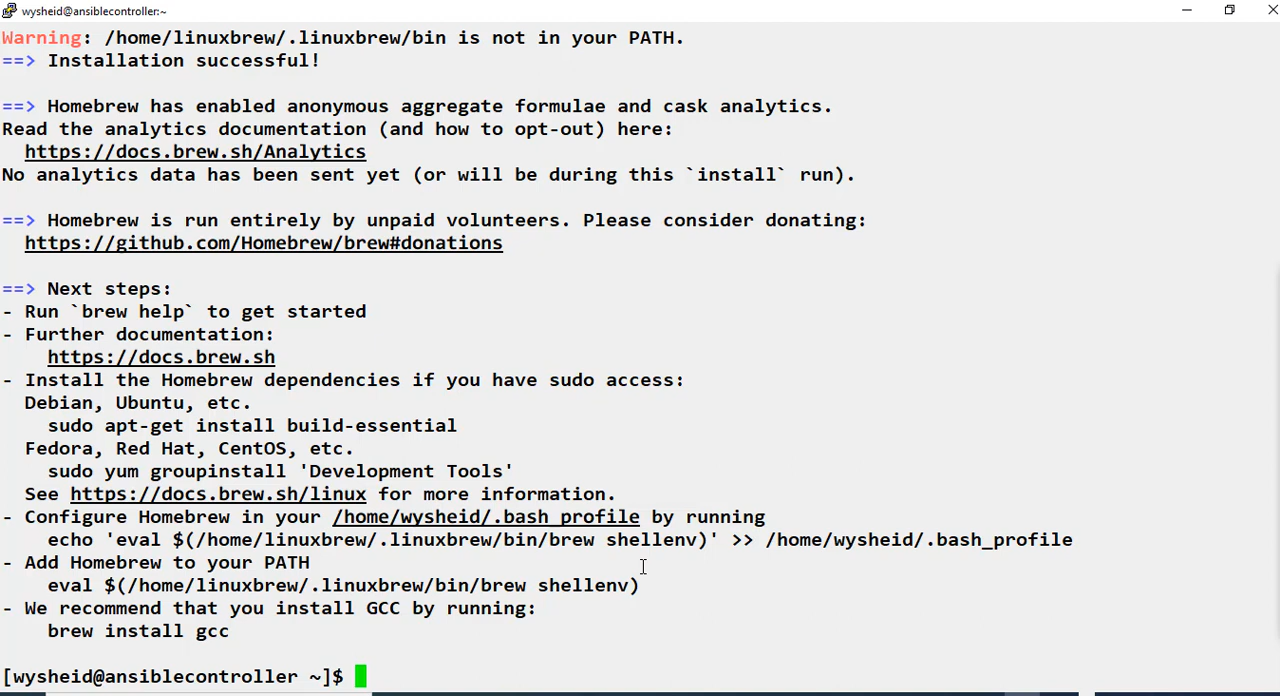 wysheid@ansiblecontroller:~
Warning: /home/linuxbrew/.linuxbrew/bin is not in your PATH.
==> Installation successful!
==> Homebrew has enabled anonymous aggregate formulae and cask analytics.
Read the analytics documentation (and how to opt-out) here:
  https://docs.brew.sh/Analytics
No analytics data has been sent yet (or will be during this `install` run).
==> Homebrew is run entirely by unpaid volunteers. Please consider donating:
  https://github.com/Homebrew/brew#donations
==> Next steps:
- Run `brew help` to get started
- Further documentation:
    https://docs.brew.sh
- Install the Homebrew dependencies if you have sudo access:
  Debian, Ubuntu, etc.
    sudo apt-get install build-essential
  Fedora, Red Hat, CentOS, etc.
    sudo yum groupinstall 'Development Tools'
  See https://docs.brew.sh/linux for more information.
- Configure Homebrew in your /home/wysheid/.bash_profile by running
    echo 'eval $(/home/linuxbrew/.linuxbrew/bin/brew shellenv)' >> /home/wysheid/.bash_profile
- Add Homebrew to your PATH
    eval $(/home/linuxbrew/.linuxbrew/bin/brew shellenv)
- We recommend that you install GCC by running:
    brew install gcc
[wysheid@ansiblecontroller ~]$